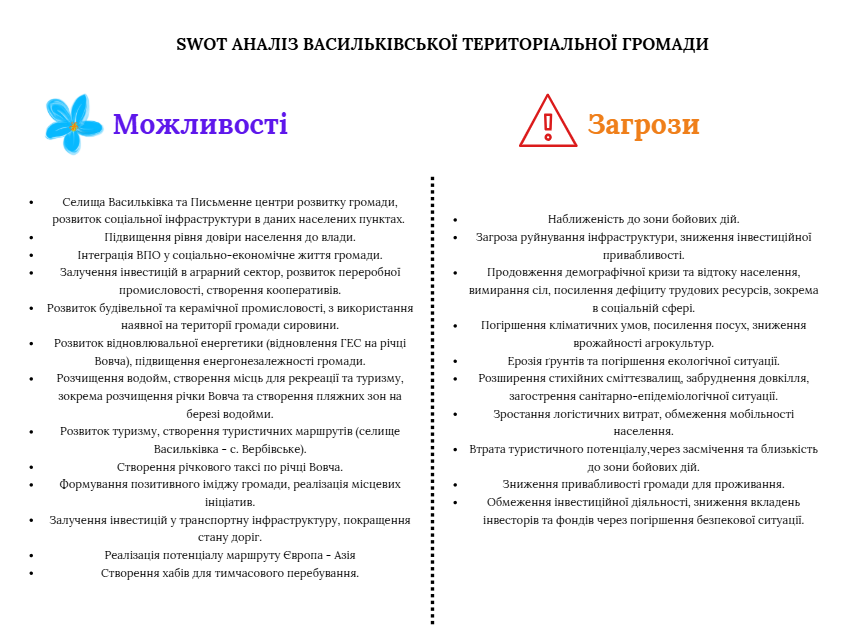 SWOT АНАЛІЗ ВАСИЛЬКІВСЬКОЇ ТЕРИТОРІАЛЬНОЇ ГРОМАДИ
Можливості
• Селища Васильківка та Письменне центри розвитку громади,
розвиток соціальної інфраструктури в даних населених пунктах.
• Підвищення рівня довіри населення до влади.
• Інтеграція ВПО у соціально-економічне життя громади.
• Залучення інвестицій в аграрний сектор, розвиток переробної
промисловості, створення кооперативів.
• Розвиток будівельної та керамічної промисловості, з використання
наявної на території громади сировини.
• Розвиток відновлювальної енергетики (відновлення ГЕС на річці
Вовча), підвищення енергонезалежності громади.
• Розчищення водойм, створення місць для рекреації та туризму,
зокрема розчищення річки Вовча та створення пляжних зон на
березі водойми.
• Розвиток туризму, створення туристичних маршрутів (селище
Васильківка - с. Вербівське).
• Створення річкового таксі по річці Вовча.
• Формування позитивного іміджу громади, реалізація місцевих
ініціатив.
• Залучення інвестицій у транспортну інфраструктуру, покращення
стану доріг.
• Реалізація потенціалу маршруту Європа - Азія
• Створення хабів для тимчасового перебування.
Загрози
• Наближеність до зони бойових дій.
• Загроза руйнування інфраструктури, зниження інвестиційної
привабливості.
• Продовження демографічної кризи та відтоку населення,
вимирання сіл, посилення дефіциту трудових ресурсів, зокрема
в соціальній сфері.
• Погіршення кліматичних умов, посилення посух, зниження
врожайності агрокультур.
• Ерозія ґрунтів та погіршення екологічної ситуації.
• Розширення стихійних сміттєзвалищ, забруднення довкілля,
загострення санітарно-епідеміологічної ситуації.
• Зростання логістичних витрат, обмеження мобільності
населення.
• Втрата туристичного потенціалу,через засмічення та близькість
до зони бойових дій.
• Зниження привабливості громади для проживання.
• Обмеження інвестиційної діяльності, зниження вкладень
інвесторів та фондів через погіршення безпекової ситуації.